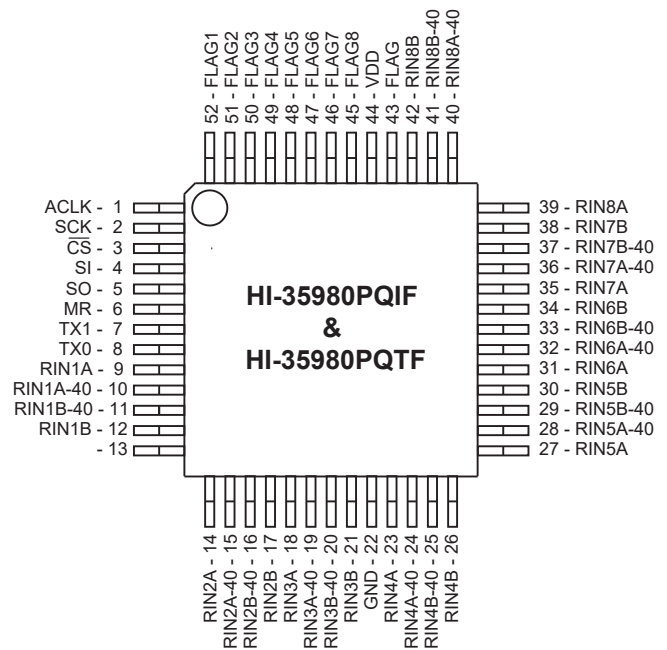 52 - FLAG1
51 - FLAG2
50 - FLAG3
49 - FLAG4
48 - FLAG5
47 - FLAG6
46 - FLAG7
45 - FLAG8
44 - VDD
43 - FLAG
42 - RIN8B
41 - RIN8B-40
40 - RIN8A-40
ACLK - 1
SCK - 2
CS - 3
SI - 4
SO - 5
MR - 6
TX1 - 7
TX0 - 8
RIN1A - 9
RIN1A-40 - 10
RIN1B-40 - 11
RIN1B - 12
- 13
HI-35980PQIF
&
HI-35980PQTF
39 - RIN8A
38 - RIN7B
37 - RIN7B-40
36 - RIN7A-40
35 - RIN7A
34 - RIN6B
33 - RIN6B-40
32 - RIN6A-40
31 - RIN6A
30 - RIN5B
29 - RIN5B-40
28 - RIN5A-40
27 - RIN5A
RIN2A - 14
RIN2A-40 - 15
RIN2B-40 - 16
RIN2B - 17
RIN3A - 18
RIN3A-40 - 19
RIN3B-40 - 20
RIN3B - 21
GND - 22
RIN4A - 23
RIN4A-40 - 24
RIN4B-40 - 25
RIN4B - 26